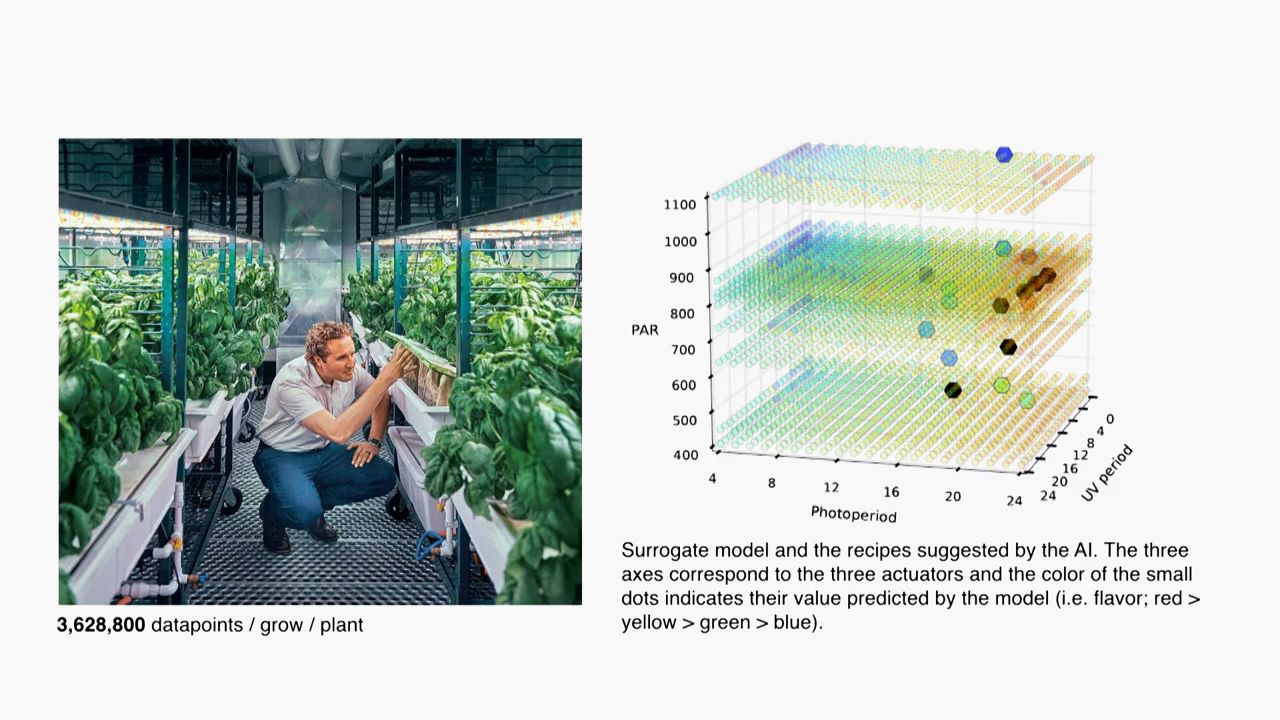 3,628,800 datapoints / grow / plant
1100
1000
900
800
PAR
700
600
500
400
4
8
12
16
20
24
Photoperiod
0
4
8
12
16
20
24
UV period
Surrogate model and the recipes suggested by the AI. The three
axes correspond to the three actuators and the color of the small
dots indicates their value predicted by the model (i.e. flavor; red >
yellow > green > blue).